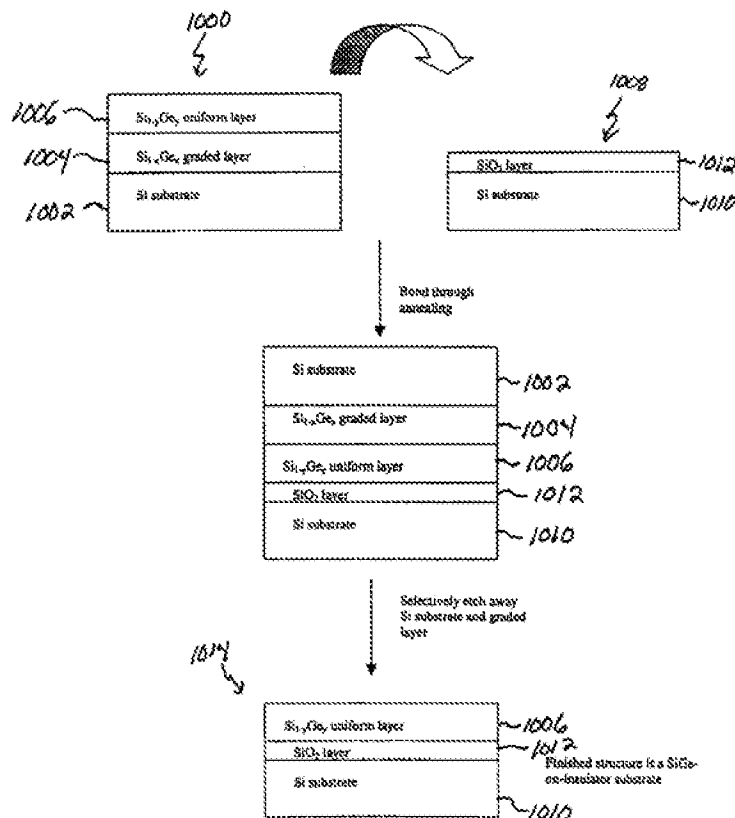 1000
1008
1006
Si₁₋yGey uniform layer
1004
Si₁₋xGex graded layer
1002
Si substrate
SiO₂ layer
1012
Si substrate
1010
Bond through
annealing
Si substrate
1002
Si₁₋xGex graded layer
1004
Si₁₋yGey uniform layer
1006
SiO₂ layer
1012
Si substrate
1010
Selectively etch away
Si substrate and graded
layer
1014
Si₁₋yGey uniform layer
1006
SiO₂ layer
1012
Finished structure is a SiGe-
on-insulator substrate
Si substrate
1010